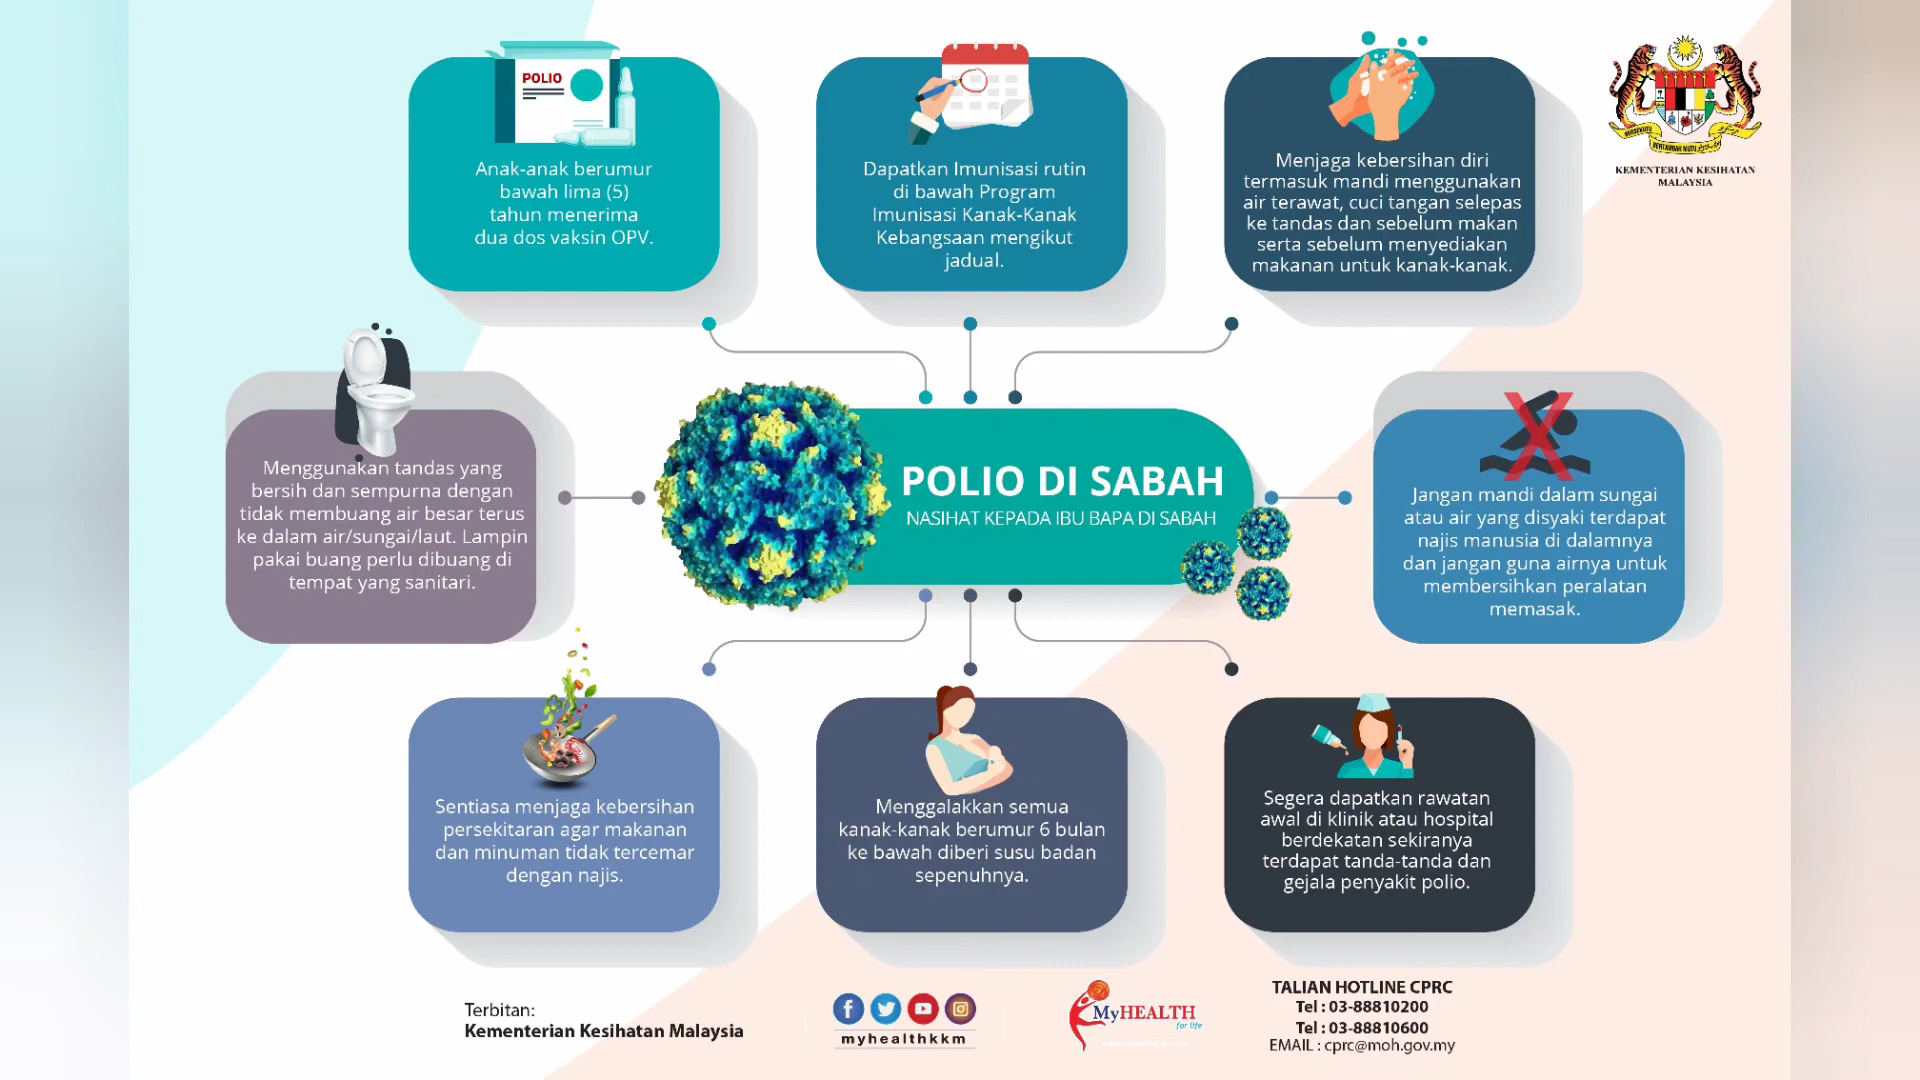 POLIO
Anak-anak berumur
bawah lima (5)
tahun menerima
dua dos vaksin OPV.
Dapatkan Imunisasi rutin
di bawah Program
Imunisasi Kanak-Kanak
Kebangsaan mengikut
jadual.
Menjaga kebersihan diri
termasuk mandi menggunakan
air terawat, cuci tangan selepas
ke tandas dan sebelum makan
serta sebelum menyediakan
makanan untuk kanak-kanak.
KEMENTERIAN KESIHATAN
MALAYSIA
Menggunakan tandas yang
bersih dan sempurna dengan
tidak membuang air besar terus
ke dalam air/sungai/laut. Lampin
pakai buang perlu dibuang di
tempat yang sanitari.
POLIO DI SABAH
NASIHAT KEPADA IBU BAPA DI SABAH
Jangan mandi dalam sungai
atau air yang disyaki terdapat
najis manusia di dalamnya
dan jangan guna airnya untuk
membersihkan peralatan
memasak.
Sentiasa menjaga kebersihan
persekitaran agar makanan
dan minuman tidak tercemar
dengan najis.
Menggalakkan semua
kanak-kanak berumur 6 bulan
ke bawah diberi susu badan
sepenuhnya.
Segera dapatkan rawatan
awal di klinik atau hospital
berdekatan sekiranya
terdapat tanda-tanda dan
gejala penyakit polio.
Terbitan:
Kementerian Kesihatan Malaysia
myhealthkkm
MyHEALTH
for life
TALIAN HOTLINE CPRC
Tel : 03-88810200
Tel : 03-88810600
EMAIL : cprc@moh.gov.my